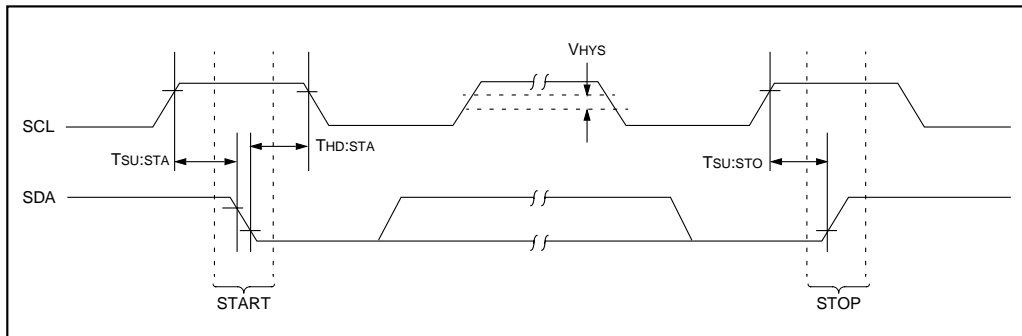 VHYS
SCL
THD:STA
TSU:STA
TSU:STO
SDA
START
STOP